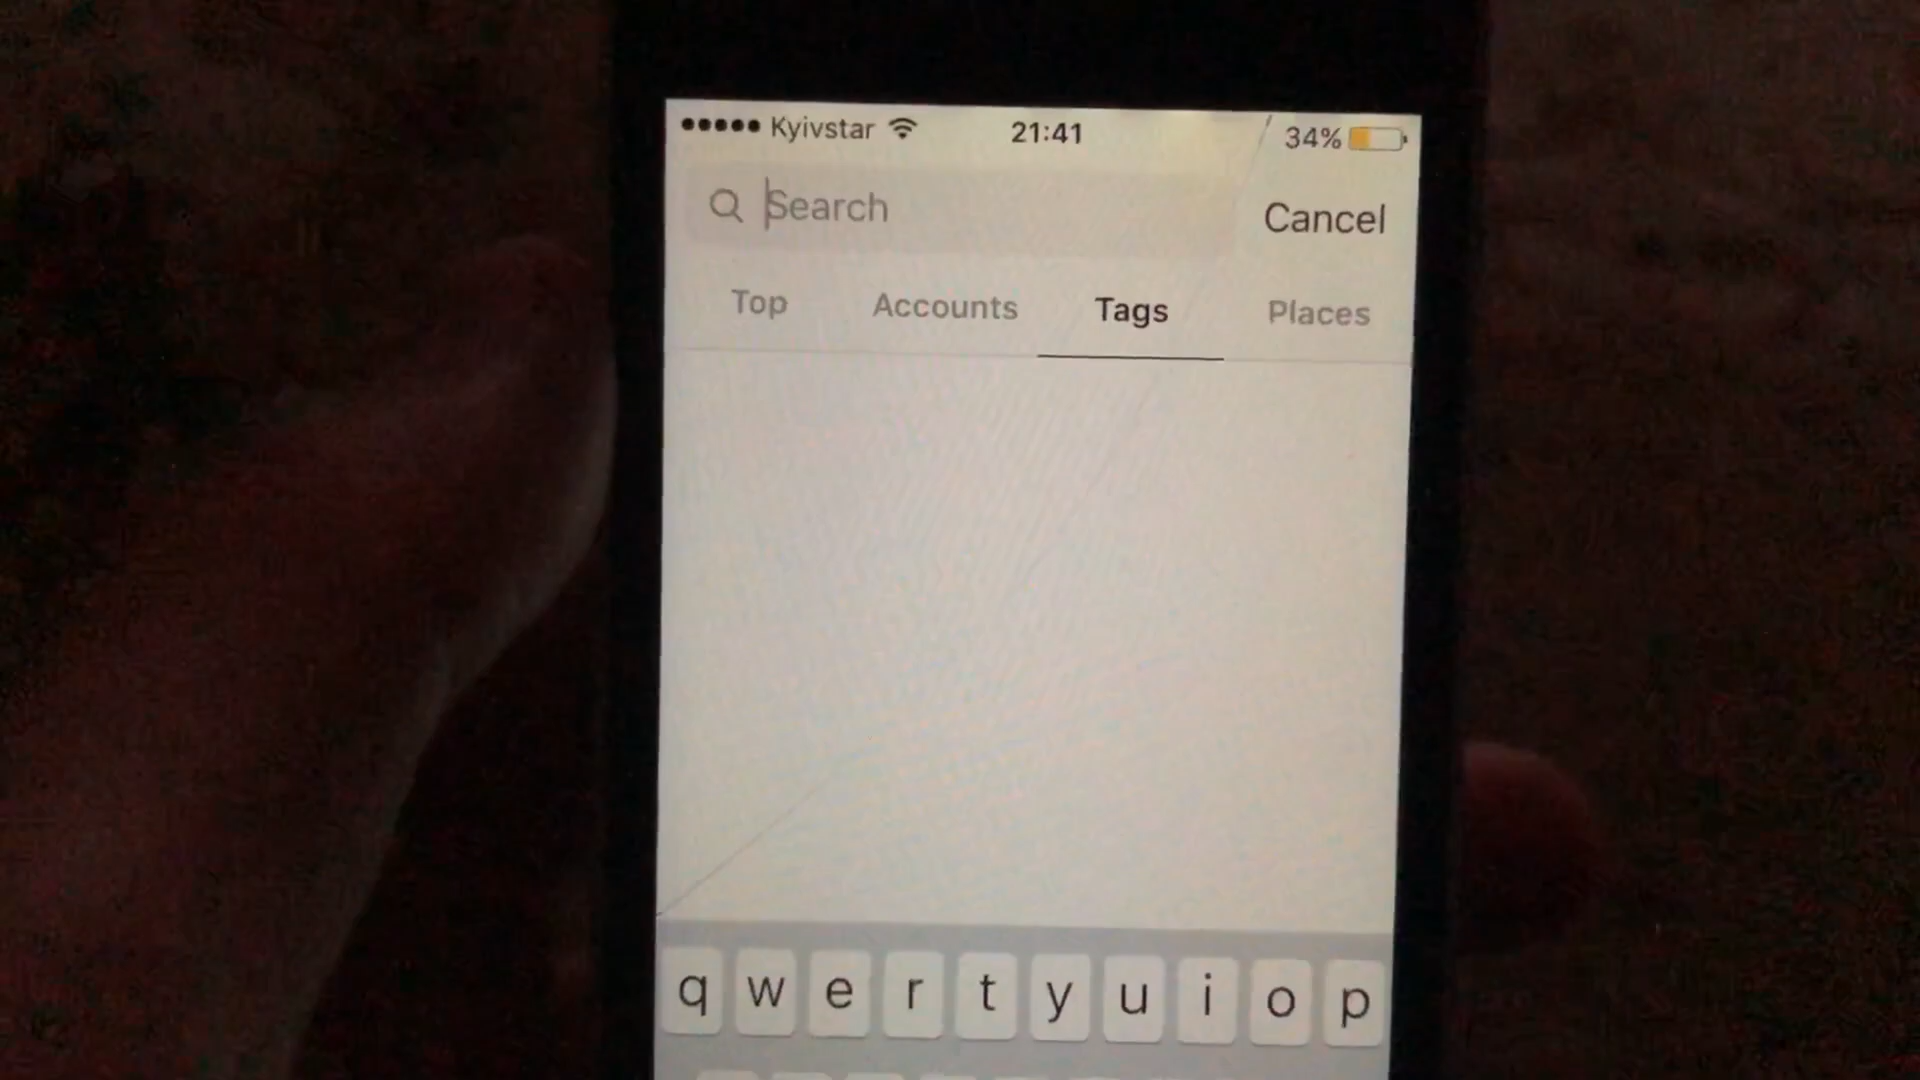 Kyivstar 21:41 34%
Search Cancel
Top Accounts Tags Places
q w e r t y u i o p